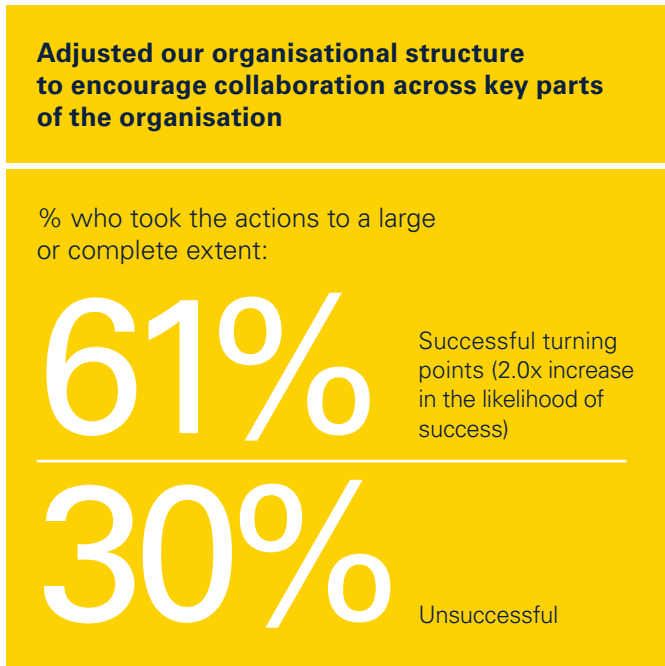 Adjusted our organisational structure
to encourage collaboration across key parts
of the organisation
% who took the actions to a large
or complete extent:
61%
Successful turning
points (2.0x increase
in the likelihood of
success)
30%
Unsuccessful